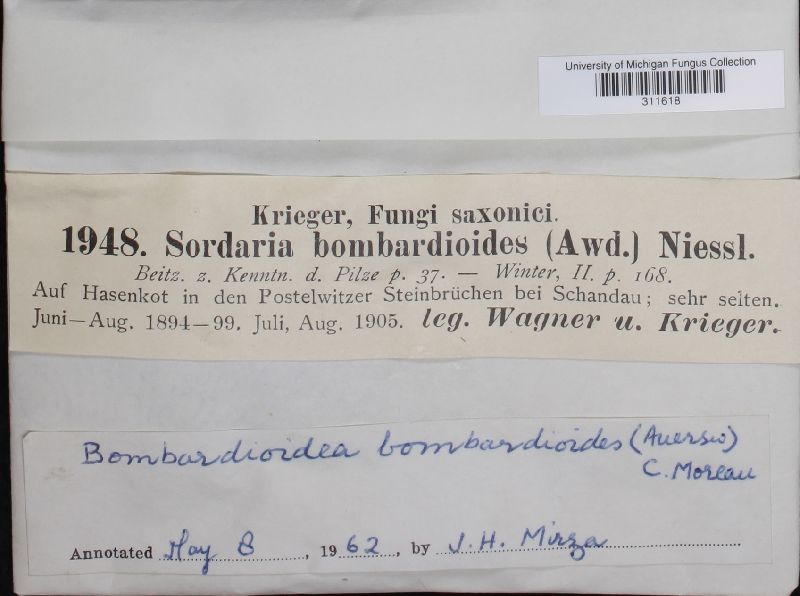 University of Michigan Fungus Collection
311618
Krieger, Fungi saxonici.
1948. Sordaria bombardioides (Awd.) Niessl.
Beitz. z. Kenntn. d. Pilze p. 37. — Winter, II. p. 168.
Auf Hasenkot in den Postelwitzer Steinbrüchen bei Schandau; sehr selten.
Juni—Aug. 1894—99. Juli, Aug. 1905. leg. Wagner u. Krieger.
Bombardioidea bombardioides (Auersw)
C. Moreau
Annotated May 8, 1962, by J. H. Mirza